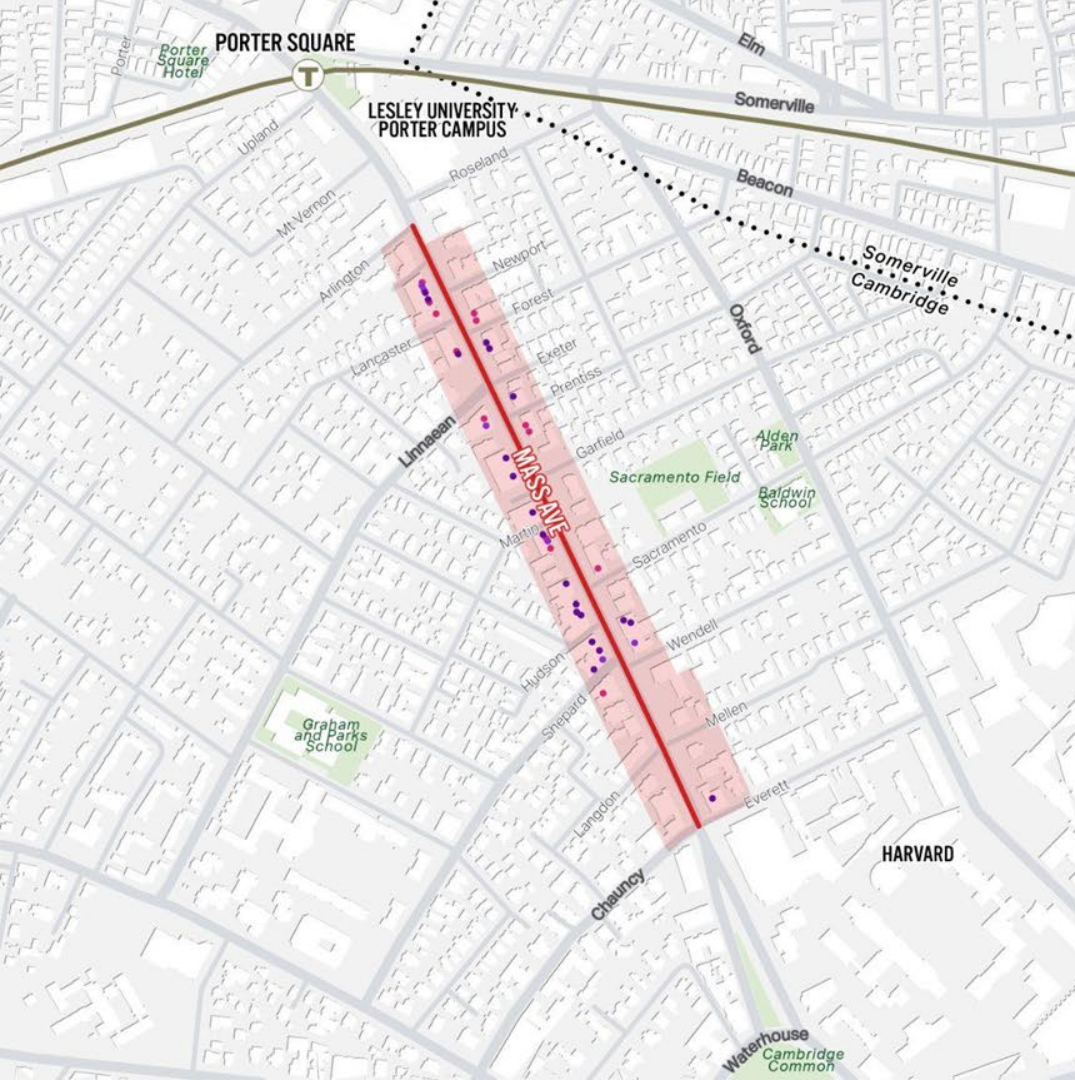 Elm
Porter
PORTER SQUARE
Porter
Square
Hotel
T
LESLEY UNIVERSITY
PORTER CAMPUS
Somerville
Upland
Roseland
Beacon
Mt Vernon
Newport
Somerville
Cambridge
Arlington
Forest
Oxford
Lancaster
Exeter
Prentiss
Linnaean
Garfield
Alden
Park
MASS AVE
Sacramento Field
Baldwin
School
Martin
Sacramento
Wendell
Hudson
Shepard
Mellen
Graham
and Parks
School
Langdon
Everett
HARVARD
Chauncy
Waterhouse
Cambridge
Common